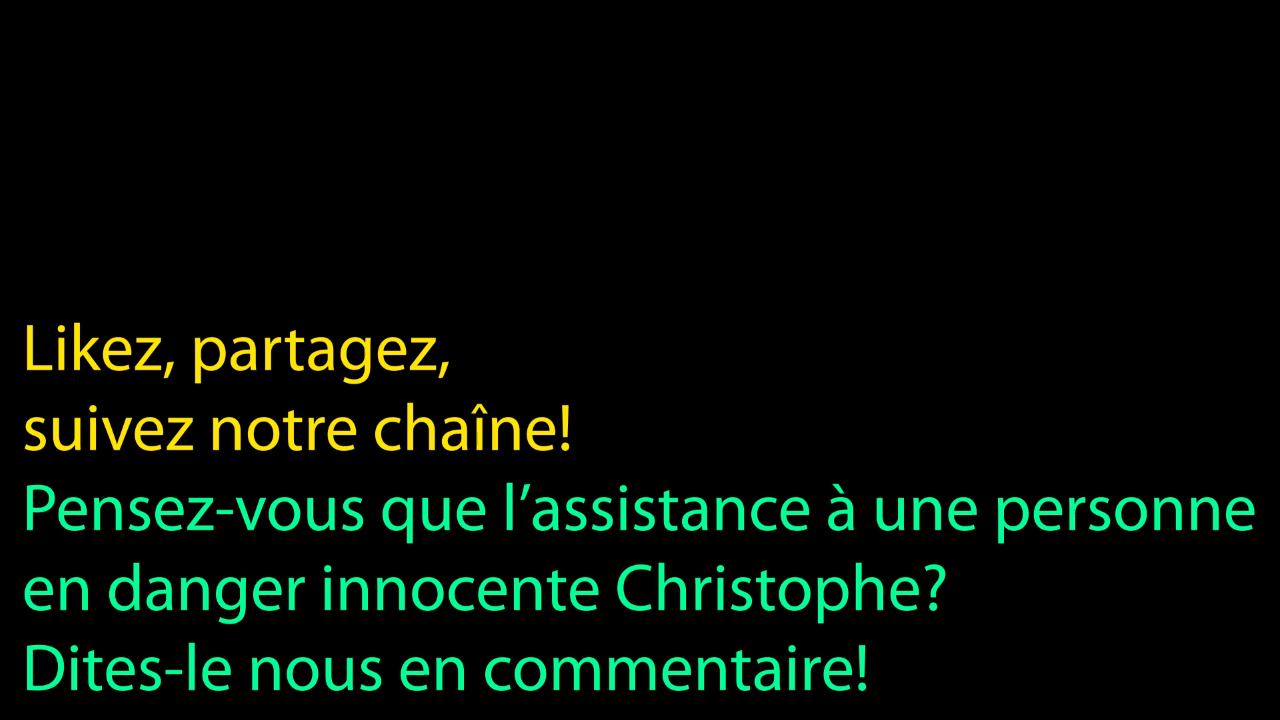 Likez, partagez,
suivez notre chaîne!
Pensez-vous que l’assistance à une personne
en danger innocente Christophe?
Dites-le nous en commentaire!